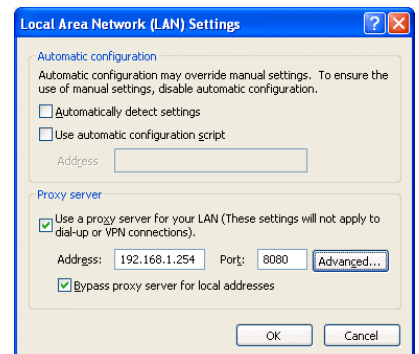 Local Area Network (LAN) Settings
Automatic configuration
Automatic configuration may override manual settings. To ensure the
use of manual settings, disable automatic configuration.
Automatically detect settings
Use automatic configuration script
Address
Proxy server
Use a proxy server for your LAN (These settings will not apply to
dial-up or VPN connections).
Address: 192.168.1.254 Port: 8080 Advanced...
Bypass proxy server for local addresses
OK Cancel